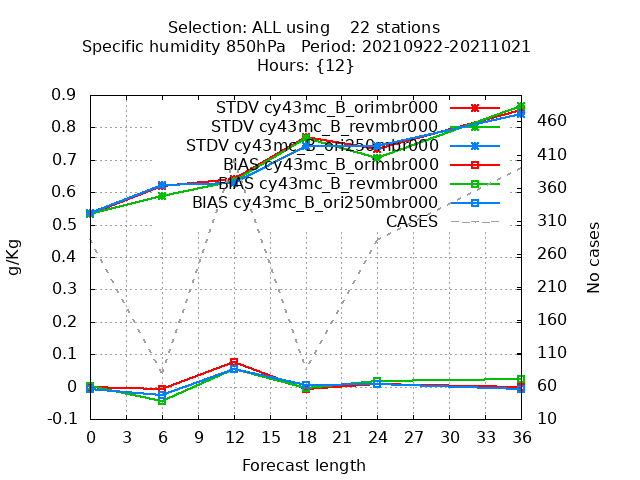 Selection: ALL using    22 stations
Specific humidity 850hPa   Period: 20210922-20211021
Hours: {12}
STDV cy43mc_B_orimbr000
STDV cy43mc_B_revmbr000
STDV cy43mc_B_ori250mbr000
BIAS cy43mc_B_orimbr000
BIAS cy43mc_B_revmbr000
BIAS cy43mc_B_ori250mbr000
CASES
0.9
0.8
0.7
0.6
0.5
0.4
0.3
0.2
0.1
0
-0.1
g/Kg
460
410
360
310
260
210
160
110
60
10
No cases
0 3 6 9 12 15 18 21 24 27 30 33 36
Forecast length